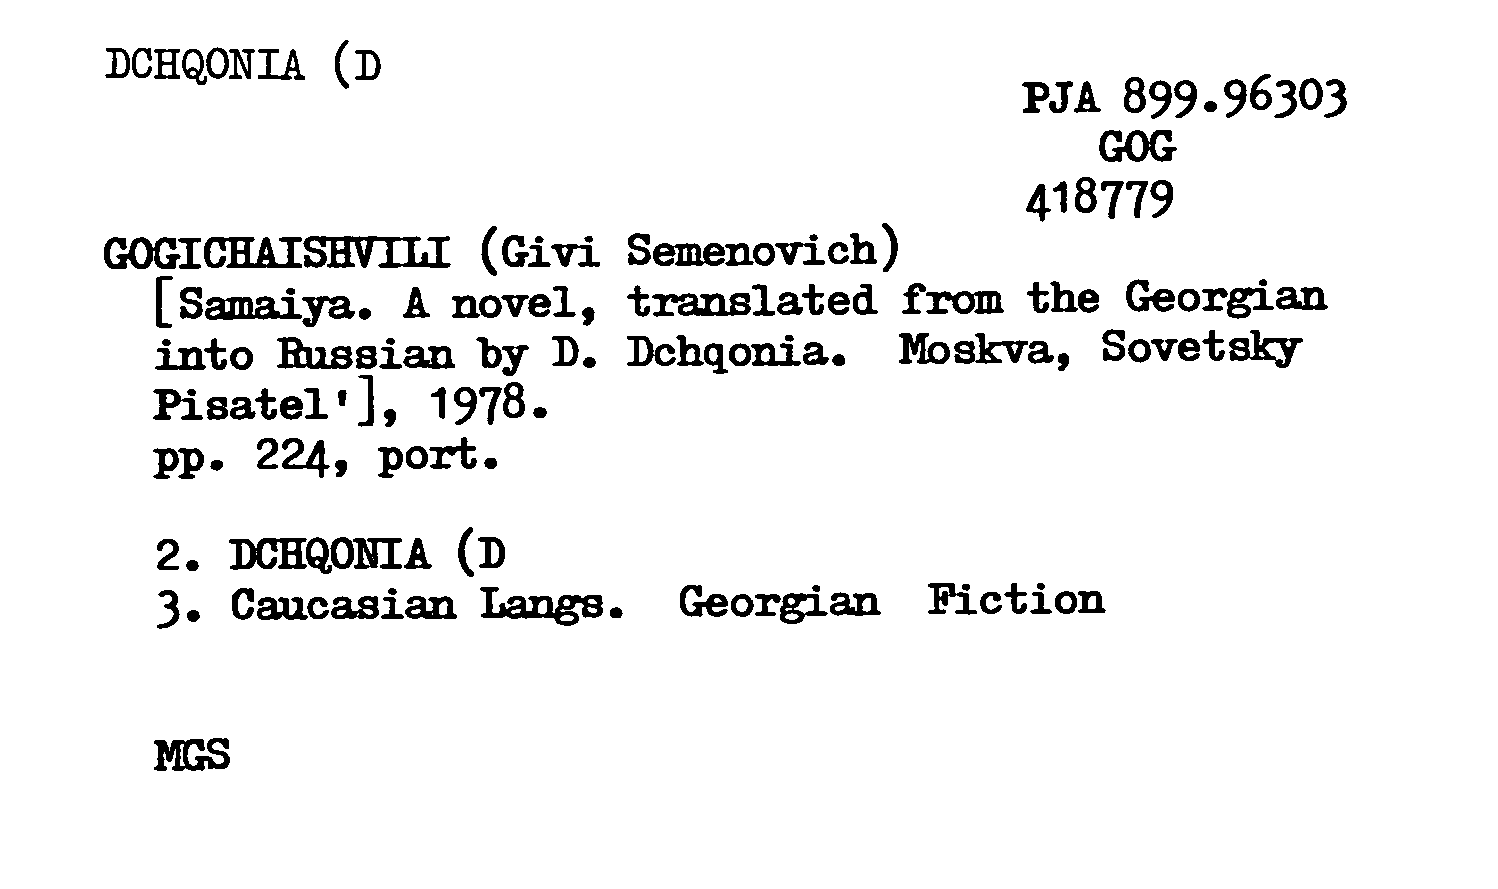 DCHQONIA (D
PJA 899.96303
GOG
418779
GOGICHAISHVILI (Givi Semenovich)
[Samaiya. A novel, translated from the Georgian
into Russian by D. Dchqonia. Moskva, Sovetsky
Pisatel'], 1978.
pp. 224, port.
2. DCHQONIA (D
3. Caucasian Langs. Georgian Fiction
MGS